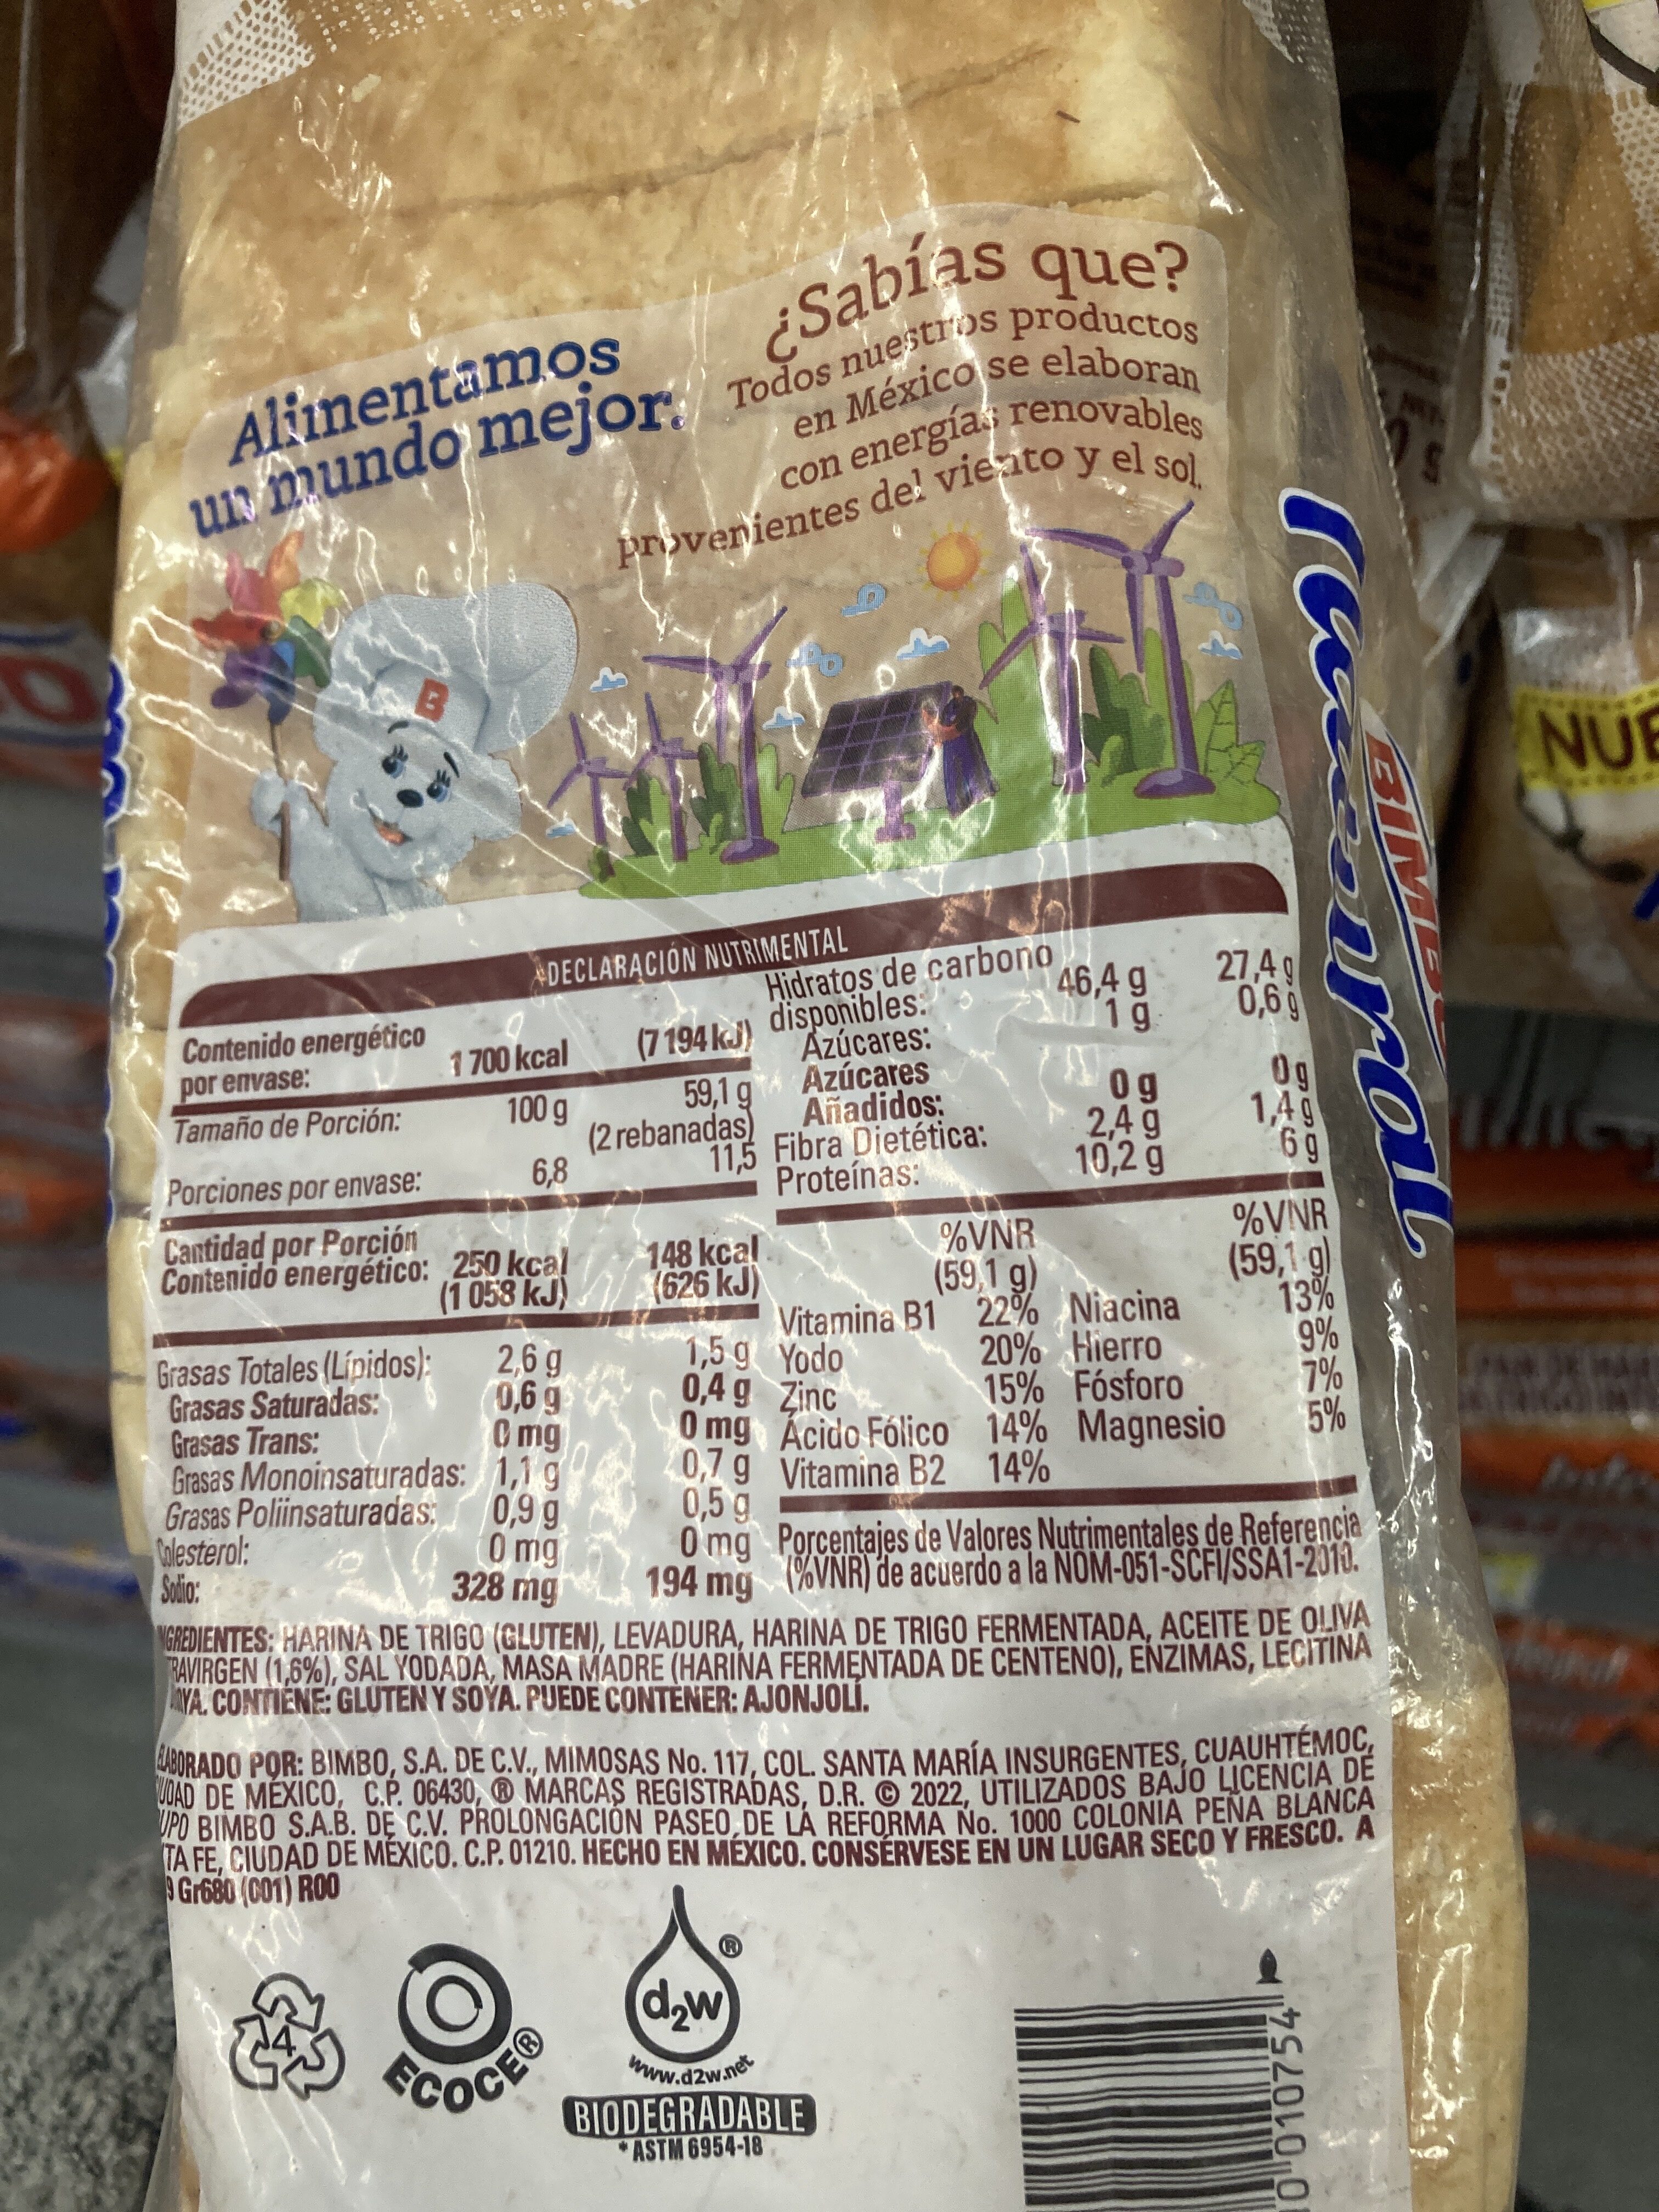 ¿Sabías que?
Todos nuestros productos
en México se elaboran
con energías renovables
provenientes del viento y el sol.
Alimentamos
un mundo mejor.
B
BIMBO
NUE
DECLARACIÓN NUTRIMENTAL
Contenido energético
por envase: 1 700 kcal (7 194 kJ)
Tamaño de Porción: 100 g 59,1 g
(2 rebanadas)
Porciones por envase: 6,8 11,5
Cantidad por Porción
Contenido energético: 250 kcal 148 kcal
(1 058 kJ) (626 kJ)
Grasas Totales (Lípidos): 2,6 g 1,5 g
Grasas Saturadas: 0,6 g 0,4 g
Grasas Trans: 0 mg 0 mg
Grasas Monoinsaturadas: 1,1 g 0,7 g
Grasas Poliinsaturadas: 0,9 g 0,5 g
Colesterol: 0 mg 0 mg
Sodio: 328 mg 194 mg
Hidratos de carbono
disponibles: 46,4 g 27,4 g
Azúcares: 1 g 0,6 g
Azúcares
Añadidos: 0 g 0 g
Fibra Dietética: 2,4 g 1,4 g
Proteínas: 10,2 g 6 g
%VNR %VNR
(59,1 g) (59,1 g)
Vitamina B1 22% Niacina 13%
Yodo 20% Hierro 9%
Zinc 15% Fósforo 7%
Ácido Fólico 14% Magnesio 5%
Vitamina B2 14%
Porcentajes de Valores Nutrimentales de Referencia
(%VNR) de acuerdo a la NOM-051-SCFI/SSA1-2010.
NGREDIENTES: HARINA DE TRIGO (GLUTEN), LEVADURA, HARINA DE TRIGO FERMENTADA, ACEITE DE OLIVA
RAVIRGEN (1,6%), SAL YODADA, MASA MADRE (HARINA FERMENTADA DE CENTENO), ENZIMAS, LECITINA
OYA. CONTIENE: GLUTEN Y SOYA. PUEDE CONTENER: AJONJOLÍ.
ELABORADO POR: BIMBO, S.A. DE C.V., MIMOSAS No. 117, COL. SANTA MARÍA INSURGENTES, CUAUHTÉMOC,
UDAD DE MÉXICO, C.P. 06430, ® MARCAS REGISTRADAS, D.R. © 2022, UTILIZADOS BAJO LICENCIA DE
UPO BIMBO S.A.B. DE C.V. PROLONGACIÓN PASEO DE LA REFORMA No. 1000 COLONIA PEÑA BLANCA
TA FE, CIUDAD DE MÉXICO. C.P. 01210. HECHO EN MÉXICO. CONSÉRVESE EN UN LUGAR SECO Y FRESCO. A
9 Gr680 (C01) R00
4
ECOCE®
d2w®
www.d2w.net
BIODEGRADABLE
*ASTM 6954-18
010754